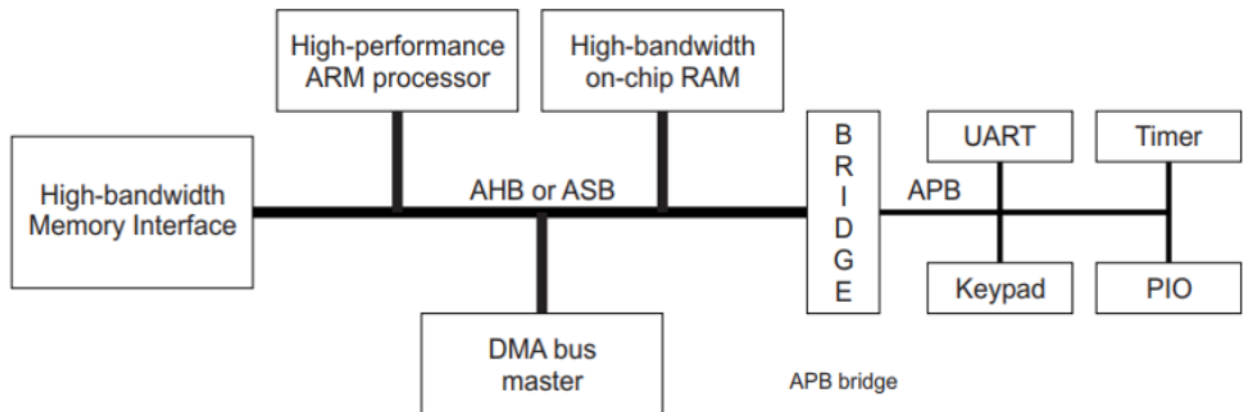 High-performance
ARM processor
High-bandwidth
on-chip RAM
High-bandwidth
Memory Interface
AHB or ASB
B
R
I
D
G
E
APB
UART
Timer
Keypad
PIO
DMA bus
master
APB bridge